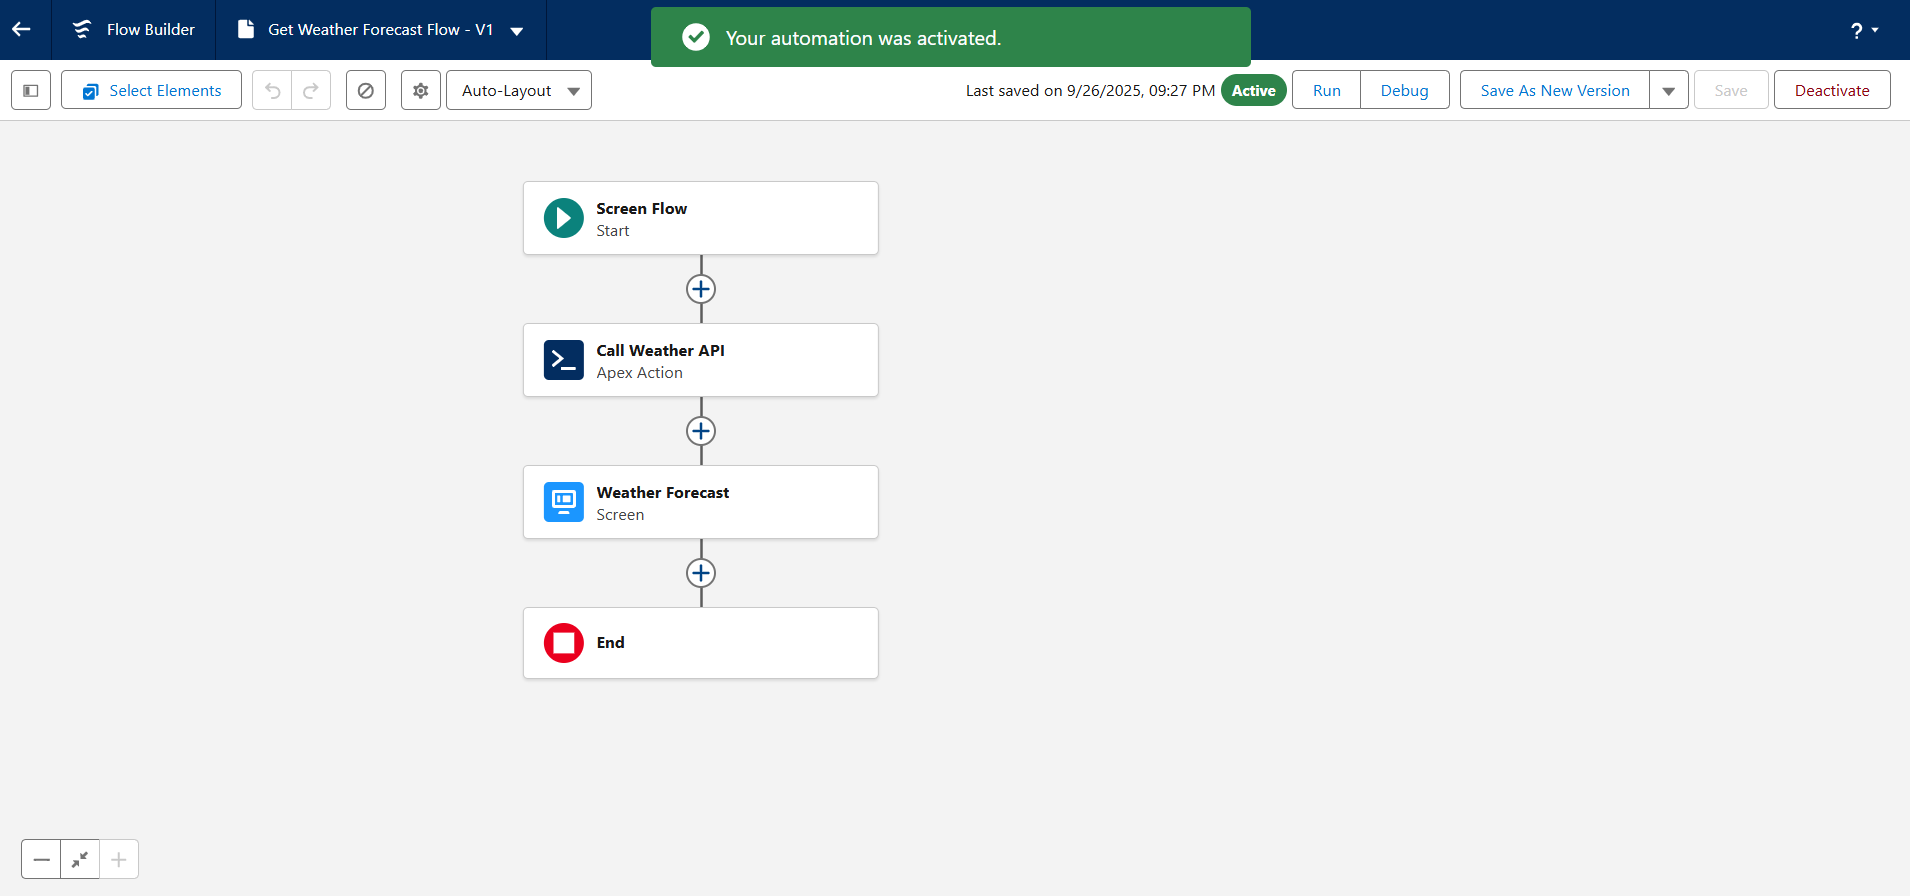 Flow Builder
Get Weather Forecast Flow - V1
Your automation was activated.
?
Select Elements
Auto-Layout
Last saved on 9/26/2025, 09:27 PM
Active
Run
Debug
Save As New Version
Save
Deactivate
Screen Flow
Start
Call Weather API
Apex Action
Weather Forecast
Screen
End